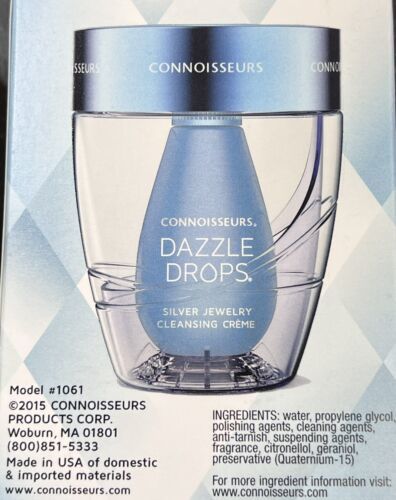 SSEURS
CONNOISSEURS
CONNO
CONNOISSEURS®
DAZZLE
DROPS®
SILVER JEWELRY
CLEANSING CRÈME
Model #1061
©2015 CONNOISSEURS
PRODUCTS CORP.
Woburn, MA 01801
(800)851-5333
Made in USA of domestic
& imported materials
www.connoisseurs.com
INGREDIENTS: water, propylene glycol,
polishing agents, cleaning agents,
anti-tarnish, suspending agents,
fragrance, citronellol, geraniol,
preservative (Quaternium-15)
For more ingredient information visit:
www.connoisseurs.com